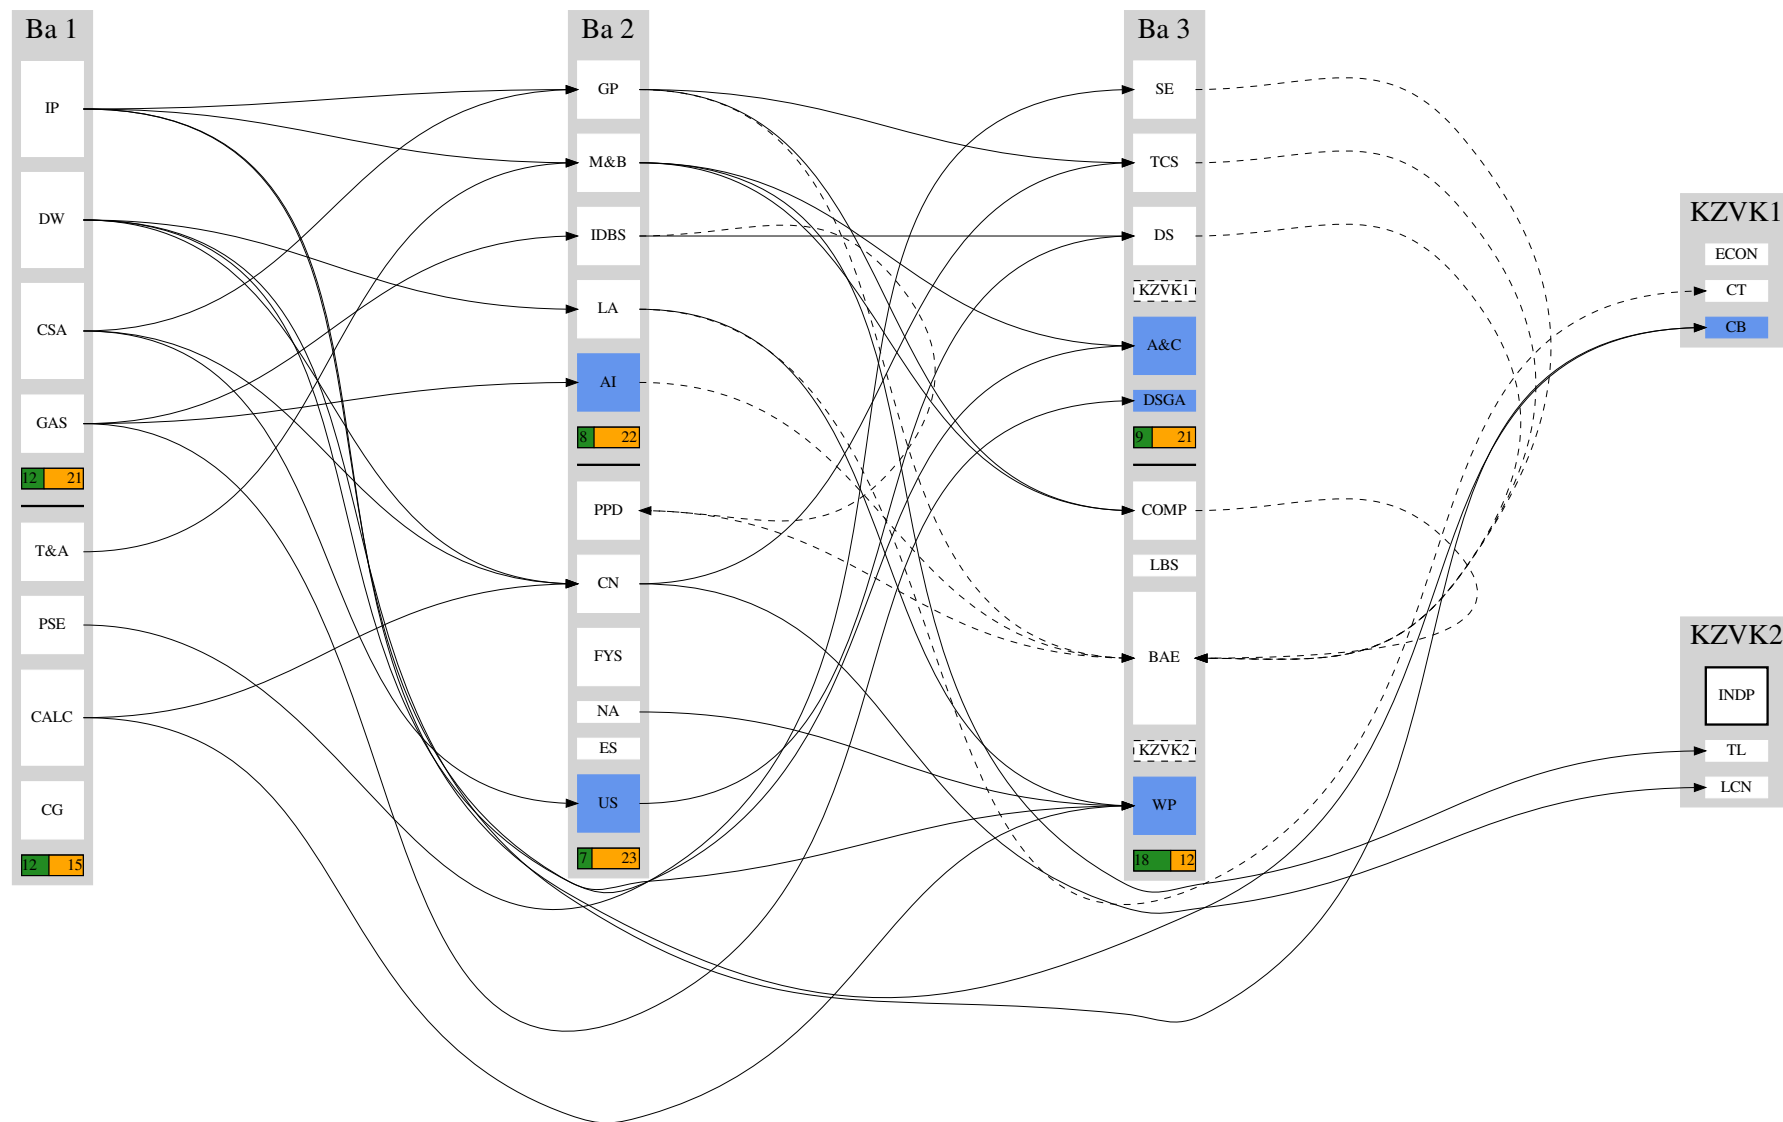 Ba 1
IP
DW
CSA
GAS
12 21
T&A
PSE
CALC
CG
12 15
Ba 2
GP
M&B
IDBS
LA
AI
8 22
PPD
CN
FYS
NA
ES
US
7 23
Ba 3
SE
TCS
DS
KZVK1
A&C
DSGA
9 21
COMP
LBS
BAE
KZVK2
WP
18 12
KZVK1
ECON
CT
CB
KZVK2
INDP
TL
LCN